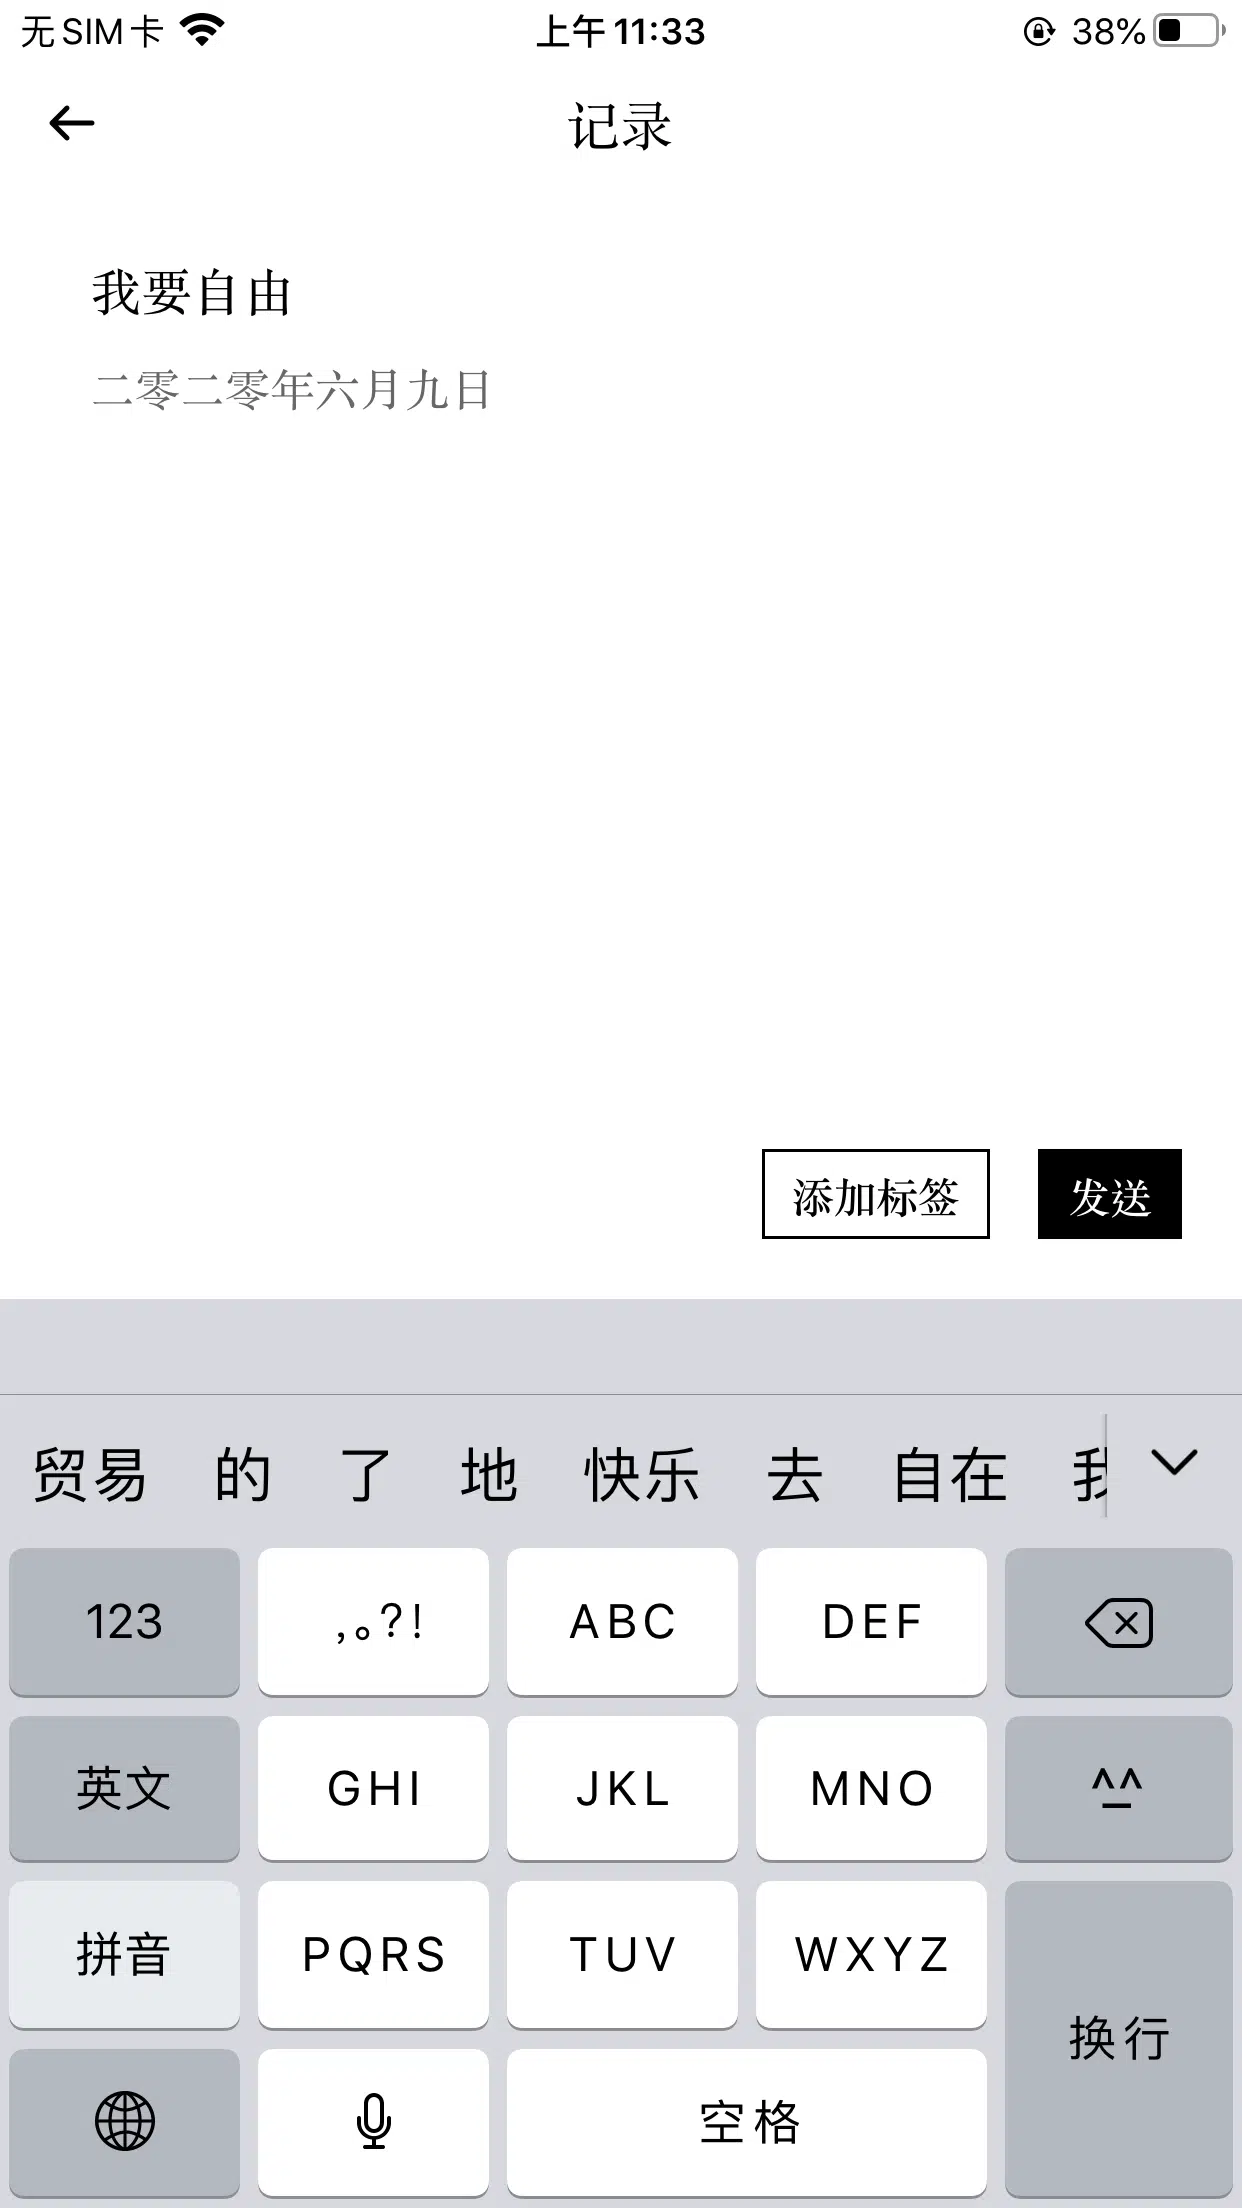 无SIM卡 上午11:33 38%
记录
我要自由
二零二零年六月九日
添加标签 发送
贸易 的 了 地 快乐 去 自在 我
123 ,。?! ABC DEF
英文 GHI JKL MNO ^^
拼音 PQRS TUV WXYZ
换行
空格